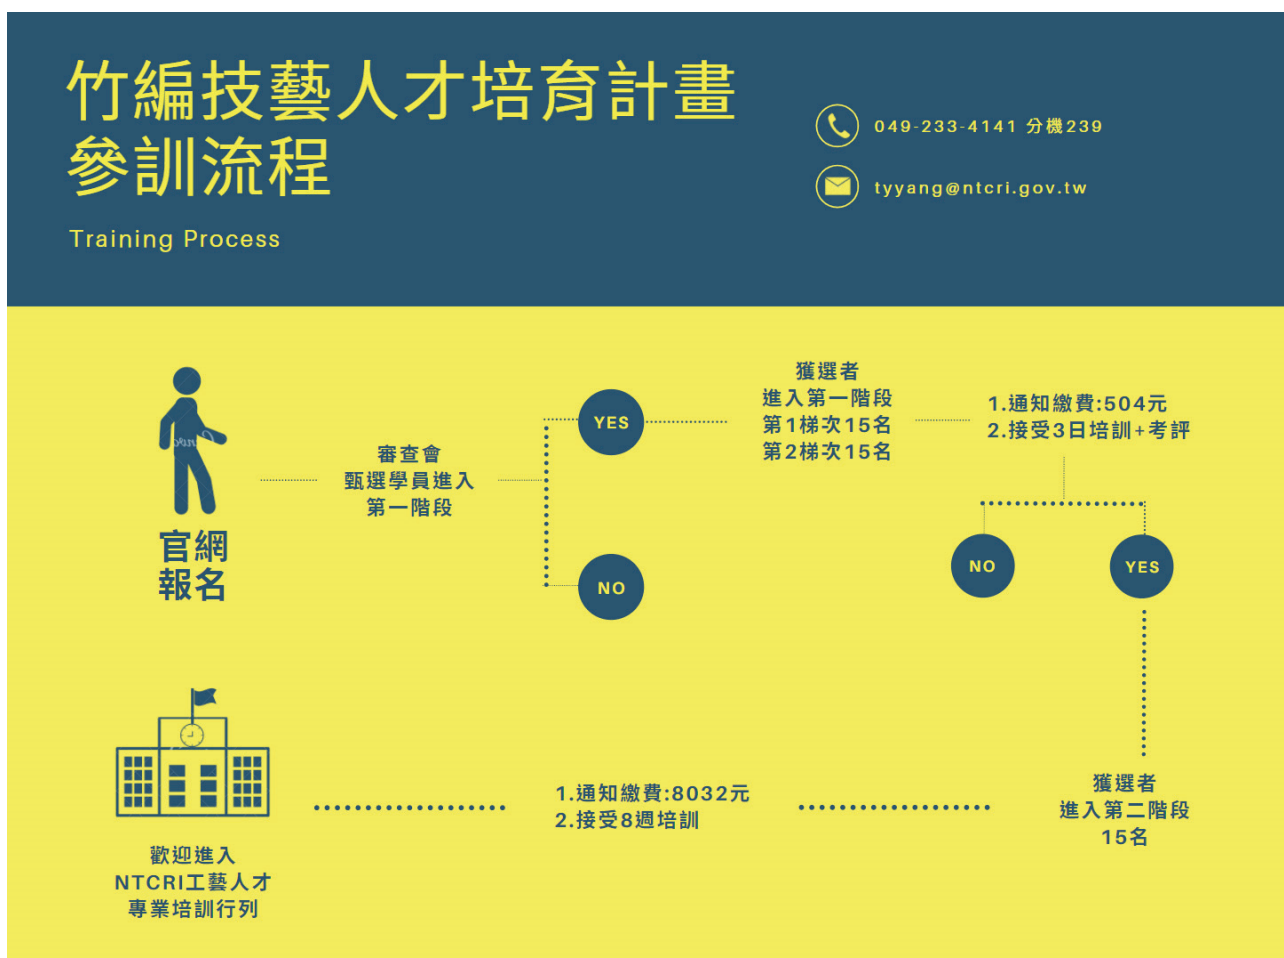 竹編技藝人才培育計畫
參訓流程
Training Process
049-233-4141 分機239
tyyang@ntcri.gov.tw
官網
報名
審查會
甄選學員進入
第一階段
YES
NO
獲選者
進入第一階段
第1梯次15名
第2梯次15名
1.通知繳費:504元
2.接受3日培訓+考評
NO
YES
獲選者
進入第二階段
15名
1.通知繳費:8032元
2.接受8週培訓
歡迎進入
NTCRI工藝人才
專業培訓行列